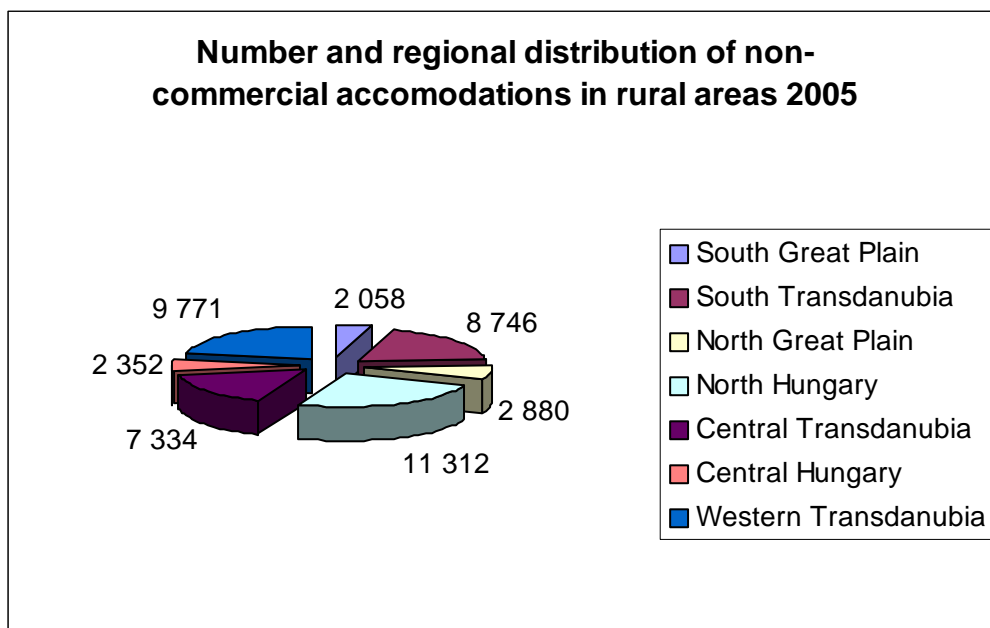 Number and regional distribution of non-
commercial accomodations in rural areas 2005
9 771
2 058
8 746
2 352
2 880
7 334
11 312
South Great Plain
South Transdanubia
North Great Plain
North Hungary
Central Transdanubia
Central Hungary
Western Transdanubia